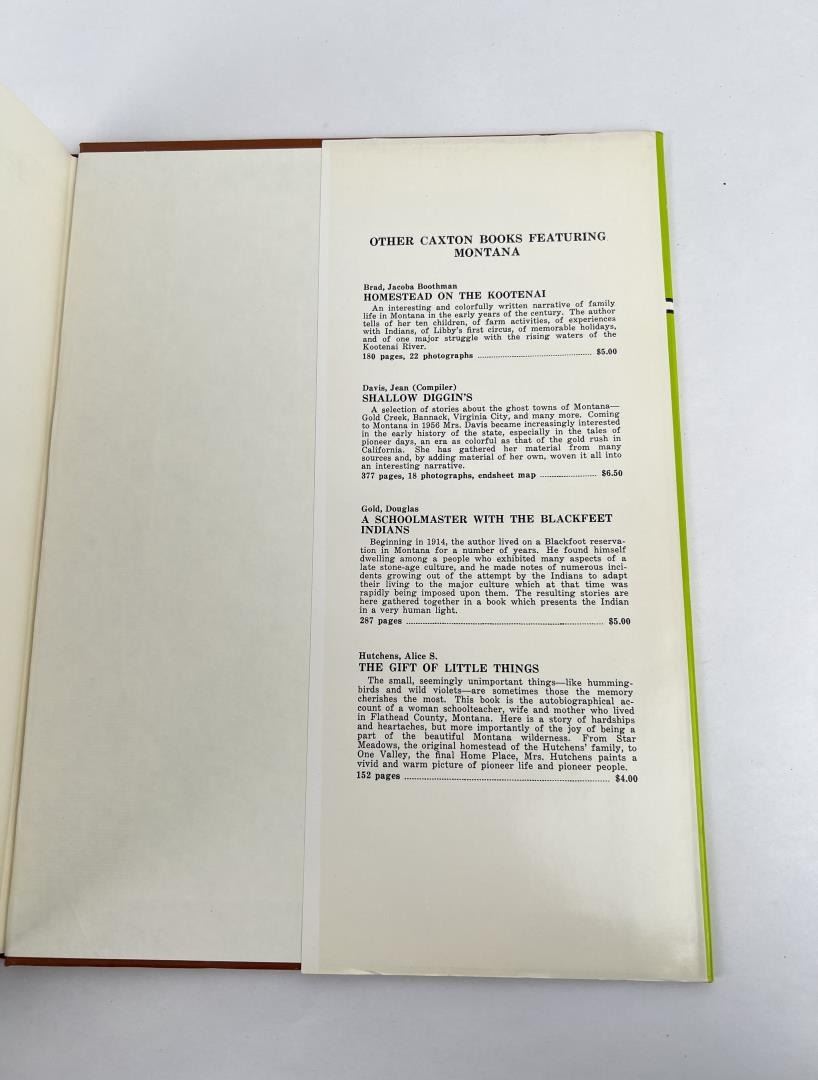 OTHER CAXTON BOOKS FEATURING
MONTANA
Brad, Jacoba Boothman
HOMESTEAD ON THE KOOTENAI
An interesting and colorfully written narrative of family
life in Montana in the early years of the century. The author
tells of her ten children, of farm activities, of experiences
with Indians, of Libby's first circus, of memorable holidays,
and of one major struggle with the rising waters of the
Kootenai River.
180 pages, 22 photographs ........................................ $5.00
Davis, Jean (Compiler)
SHALLOW DIGGIN'S
A selection of stories about the ghost towns of Montana—
Gold Creek, Bannack, Virginia City, and many more. Coming
to Montana in 1956 Mrs. Davis became increasingly interested
in the early history of the state, especially in the tales of
pioneer days, an era as colorful as that of the gold rush in
California. She has gathered her material from many
sources and, by adding material of her own, woven it all into
an interesting narrative.
377 pages, 18 photographs, endsheet map .................... $6.50
Gold, Douglas
A SCHOOLMASTER WITH THE BLACKFEET
INDIANS
Beginning in 1914, the author lived on a Blackfoot reserva-
tion in Montana for a number of years. He found himself
dwelling among a people who exhibited many aspects of a
late stone-age culture, and he made notes of numerous inci-
dents growing out of the attempt by the Indians to adapt
their living to the major culture which at that time was
rapidly being imposed upon them. The resulting stories are
here gathered together in a book which presents the Indian
in a very human light.
287 pages ...................................................................... $5.00
Hutchens, Alice S.
THE GIFT OF LITTLE THINGS
The small, seemingly unimportant things—like humming-
birds and wild violets—are sometimes those the memory
cherishes the most. This book is the autobiographical ac-
count of a woman schoolteacher, wife and mother who lived
in Flathead County, Montana. Here is a story of hardships
and heartaches, but more importantly of the joy of being a
part of the beautiful Montana wilderness. From Star
Meadows, the original homestead of the Hutchens' family, to
One Valley, the final Home Place, Mrs. Hutchens paints a
vivid and warm picture of pioneer life and pioneer people.
152 pages ...................................................................... $4.00